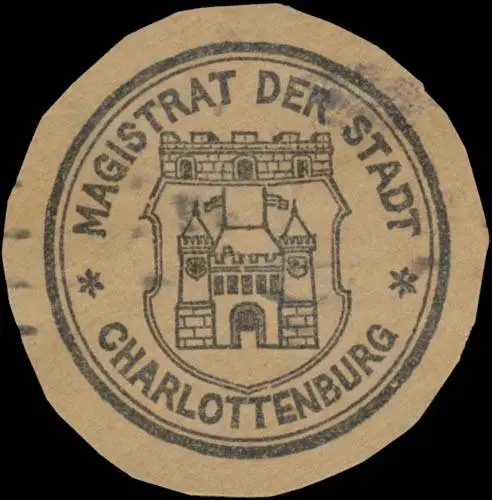 MAGISTRAT DER STADT
* CHARLOTTENBURG *